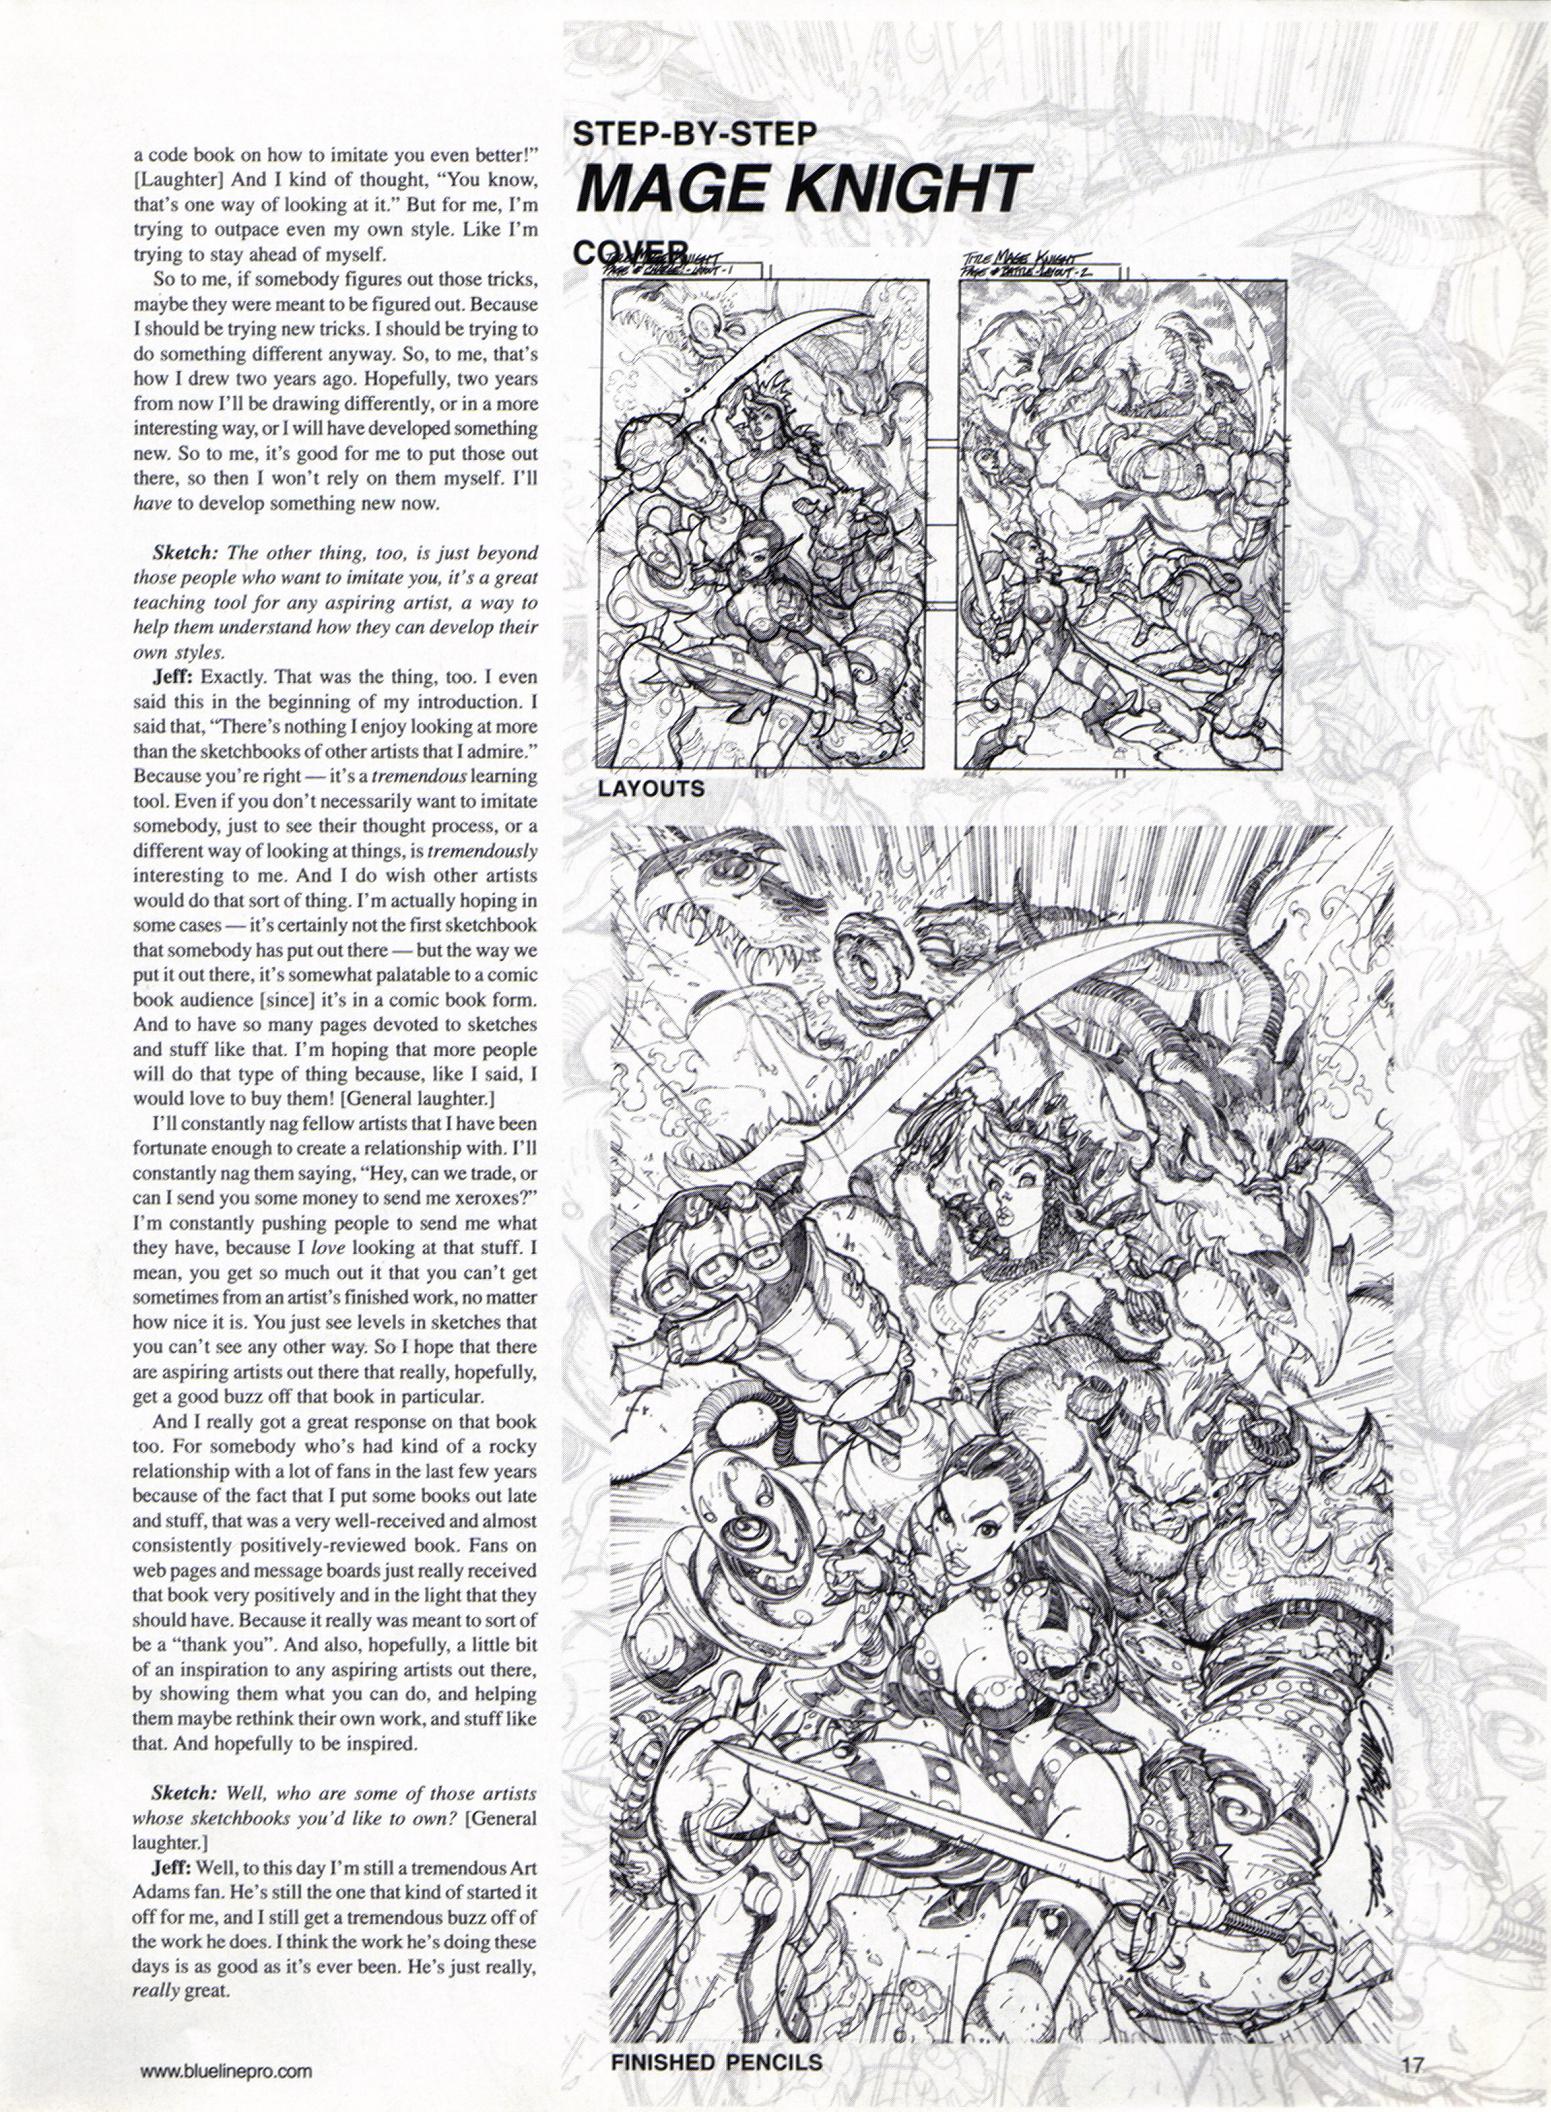 a code book on how to imitate you even better!”
[Laughter] And I kind of thought, “You know,
that’s one way of looking at it.” But for me, I’m
trying to outpace even my own style. Like I’m
trying to stay ahead of myself.
So to me, if somebody figures out those tricks,
maybe they were meant to be figured out. Because
I should be trying new tricks. I should be trying to
do something different anyway. So, to me, that’s
how I drew two years ago. Hopefully, two years
from now I’ll be drawing differently, or in a more
interesting way, or I will have developed something
new. So to me, it’s good for me to put those out
there, so then I won’t rely on them myself. I’ll
have to develop something new now.
Sketch: The other thing, too, is just beyond
those people who want to imitate you, it’s a great
teaching tool for any aspiring artist, a way to
help them understand how they can develop their
own styles.
Jeff: Exactly. That was the thing, too. I even
said this in the beginning of my introduction. I
said that, “There’s nothing I enjoy looking at more
than the sketchbooks of other artists that I admire.”
Because you’re right — it’s a tremendous learning
tool. Even if you don’t necessarily want to imitate
somebody, just to see their thought process, or a
different way of looking at things, is tremendously
interesting to me. And I do wish other artists
would do that sort of thing. I’m actually hoping in
some cases — it’s certainly not the first sketchbook
that somebody has put out there — but the way we
put it out there, it’s somewhat palatable to a comic
book audience [since] it’s in a comic book form.
And to have so many pages devoted to sketches
and stuff like that. I’m hoping that more people
will do that type of thing because, like I said, I
would love to buy them! [General laughter.]
I’ll constantly nag fellow artists that I have been
fortunate enough to create a relationship with. I’ll
constantly nag them saying, “Hey, can we trade, or
can I send you some money to send me xeroxes?”
I’m constantly pushing people to send me what
they have, because I love looking at that stuff. I
mean, you get so much out it that you can’t get
sometimes from an artist’s finished work, no matter
how nice it is. You just see levels in sketches that
you can’t see any other way. So I hope that there
are aspiring artists out there that really, hopefully,
get a good buzz off that book in particular.
And I really got a great response on that book
too. For somebody who’s had kind of a rocky
relationship with a lot of fans in the last few years
because of the fact that I put some books out late
and stuff, that was a very well-received and almost
consistently positively-reviewed book. Fans on
web pages and message boards just really received
that book very positively and in the light that they
should have. Because it really was meant to sort of
be a “thank you”. And also, hopefully, a little bit
of an inspiration to any aspiring artists out there,
by showing them what you can do, and helping
them maybe rethink their own work, and stuff like
that. And hopefully to be inspired.
Sketch: Well, who are some of those artists
whose sketchbooks you’d like to own? [General
laughter.]
Jeff: Well, to this day I’m still a tremendous Art
Adams fan. He’s still the one that kind of started it
off for me, and I still get a tremendous buzz off of
the work he does. I think the work he’s doing these
days is as good as it’s ever been. He’s just really,
really great.
www.bluelinepro.com
STEP-BY-STEP
MAGE KNIGHT
COVER
TITLE MAGE KNIGHT
PAGE # CHARGE! - LAYOUT - 1
TITLE MAGE KNIGHT
PAGE # BATTLE - LAYOUT - 2
LAYOUTS
2002
FINISHED PENCILS
17